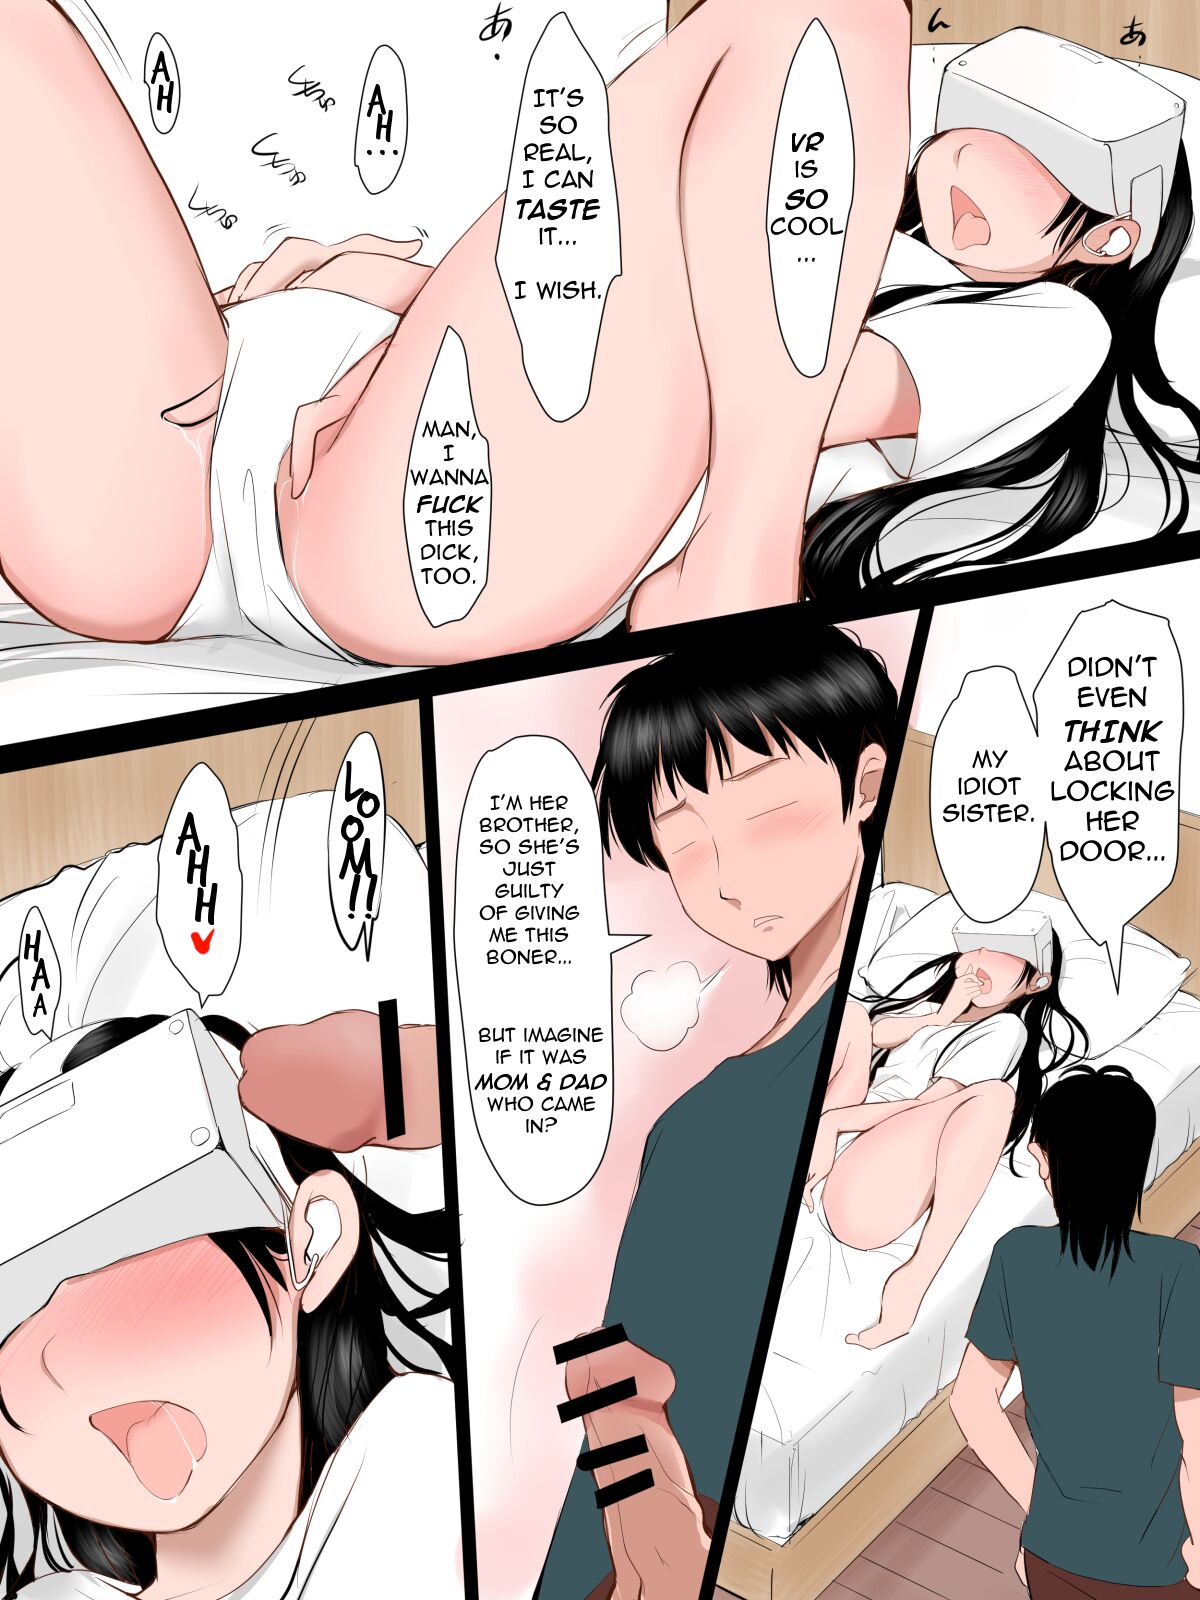 あ
ん
VR
IS
SO
COOL
...
あ.
IT'S
SO
REAL,
I CAN
TASTE
IT...
I WISH.
MAN,
I
WANNA
FUCK
THIS
DICK,
TOO.
AH...
AH
DIDN'T
EVEN
THINK
ABOUT
LOCKING
HER
DOOR...
MY
IDIOT
SISTER.
I'M HER
BROTHER,
SO SHE'S
JUST
GUILTY
OF GIVING
ME THIS
BONER...
BUT IMAGINE
IF IT WAS
MOM & DAD
WHO CAME
IN?
LOOM!!
AHH
HAA